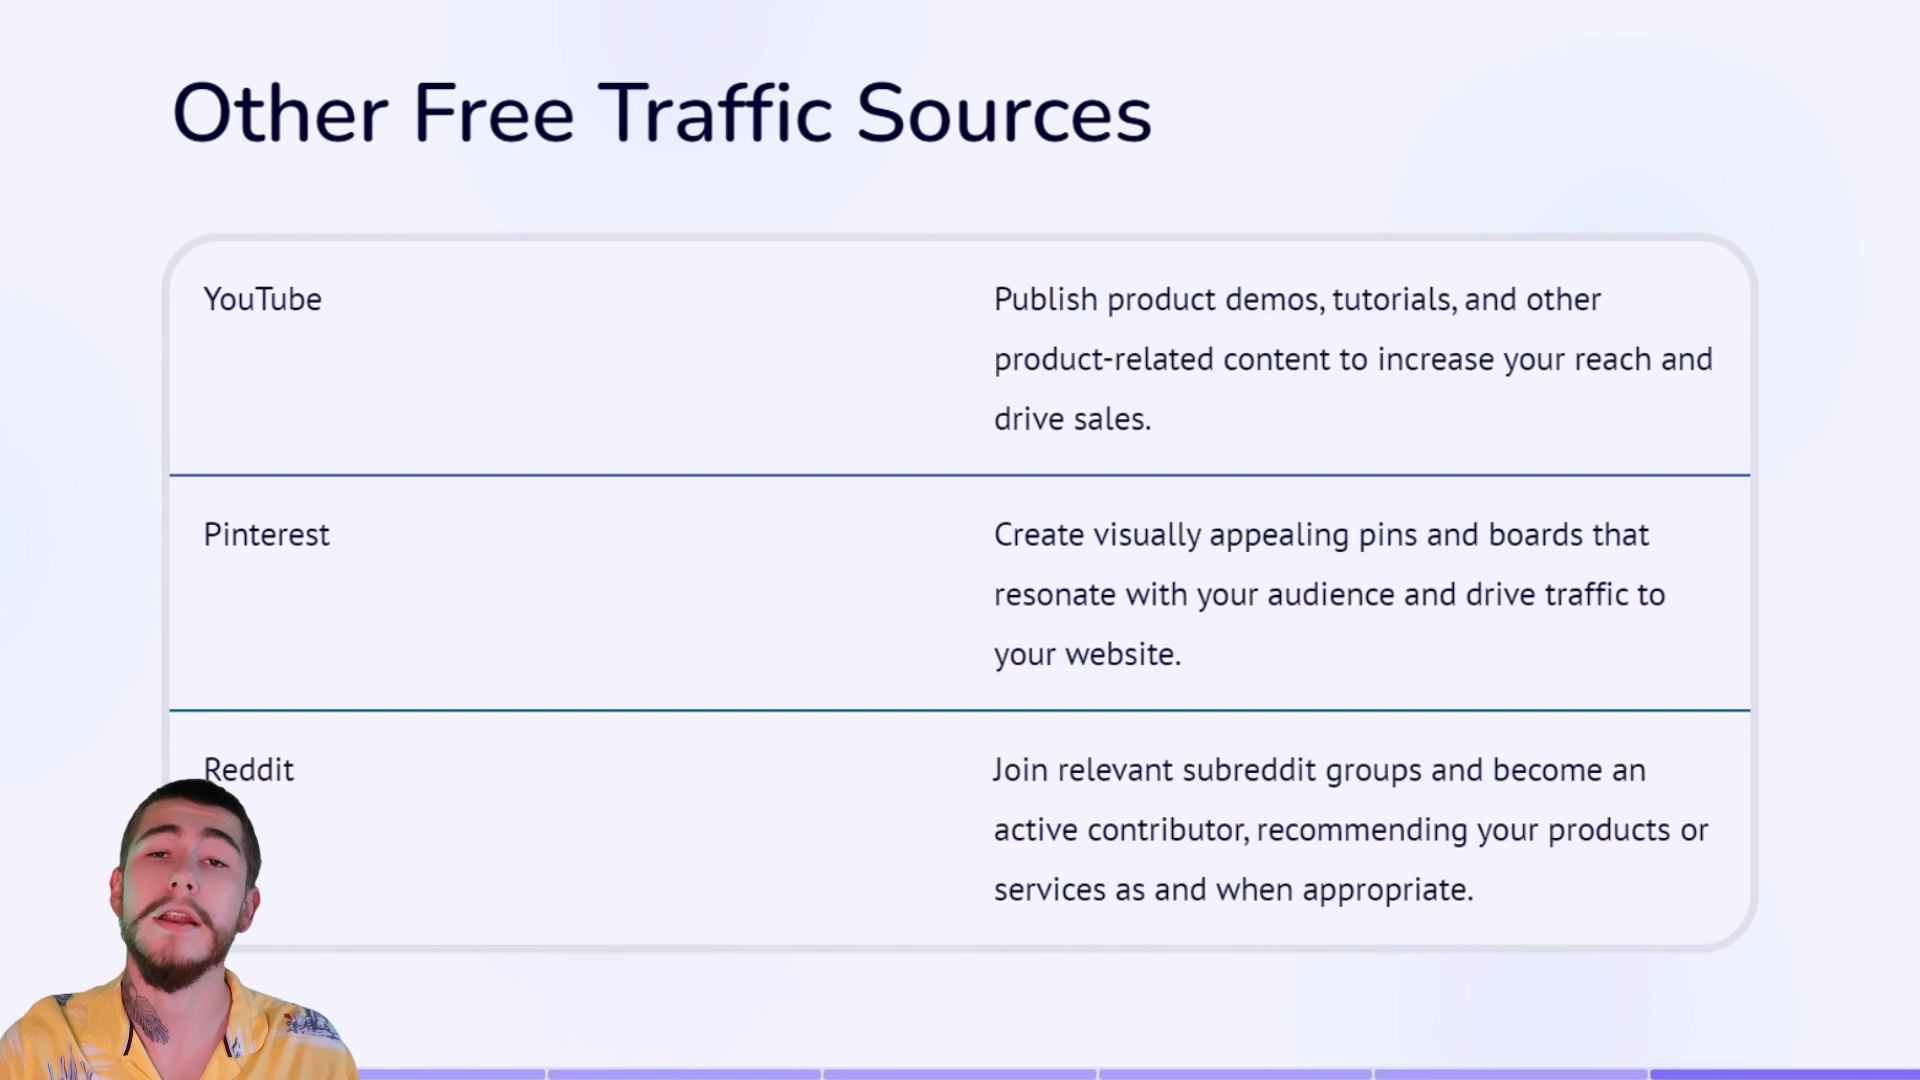 Other Free Traffic Sources
YouTube
Publish product demos, tutorials, and other
product-related content to increase your reach and
drive sales.
Pinterest
Create visually appealing pins and boards that
resonate with your audience and drive traffic to
your website.
Reddit
Join relevant subreddit groups and become an
active contributor, recommending your products or
services as and when appropriate.